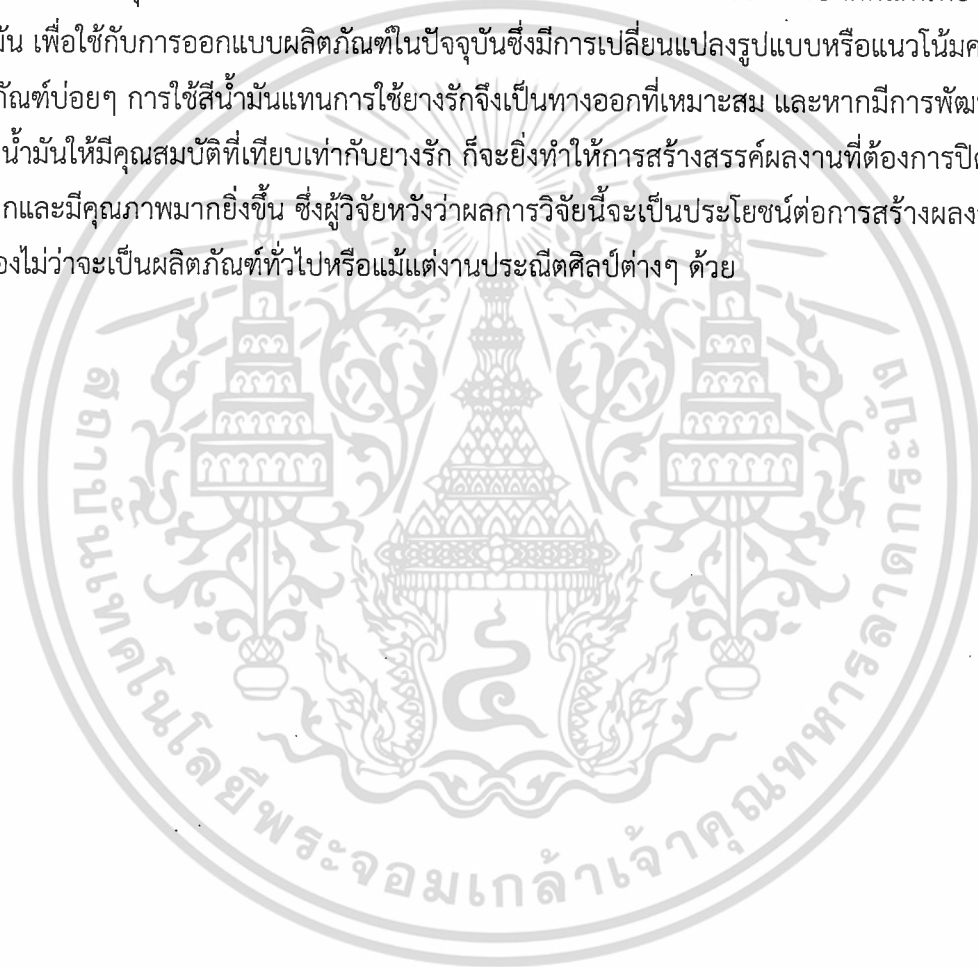 มัน เพื่อใช้กับการออกแบบผลิตภัณฑ์ในปัจจุบันซึ่งมีการเปลี่ยนแปลงรูปแบบหรือแนวโน้มค
ภัณฑ์บ่อยๆ การใช้สีน้ำมันแทนการใช้ยางรักจึงเป็นทางออกที่เหมาะสม และหากมีการพัฒ
น้ำมันให้มีคุณสมบัติที่เทียบเท่ากับยางรัก ก็จะยิ่งทำให้การสร้างสรรค์ผลงานที่ต้องการปิด
กและมีคุณภาพมากยิ่งขึ้น ซึ่งผู้วิจัยหวังว่าผลการวิจัยนี้จะเป็นประโยชน์ต่อการสร้างผลง
องไม่ว่าจะเป็นผลิตภัณฑ์ทั่วไปหรือแม้แต่งานประณีตศิลป์ต่างๆ ด้วย
สถาบันเทคโนโลยีพระจอมเกล้าเจ้าคุณทหารลาดกระบัง
๔